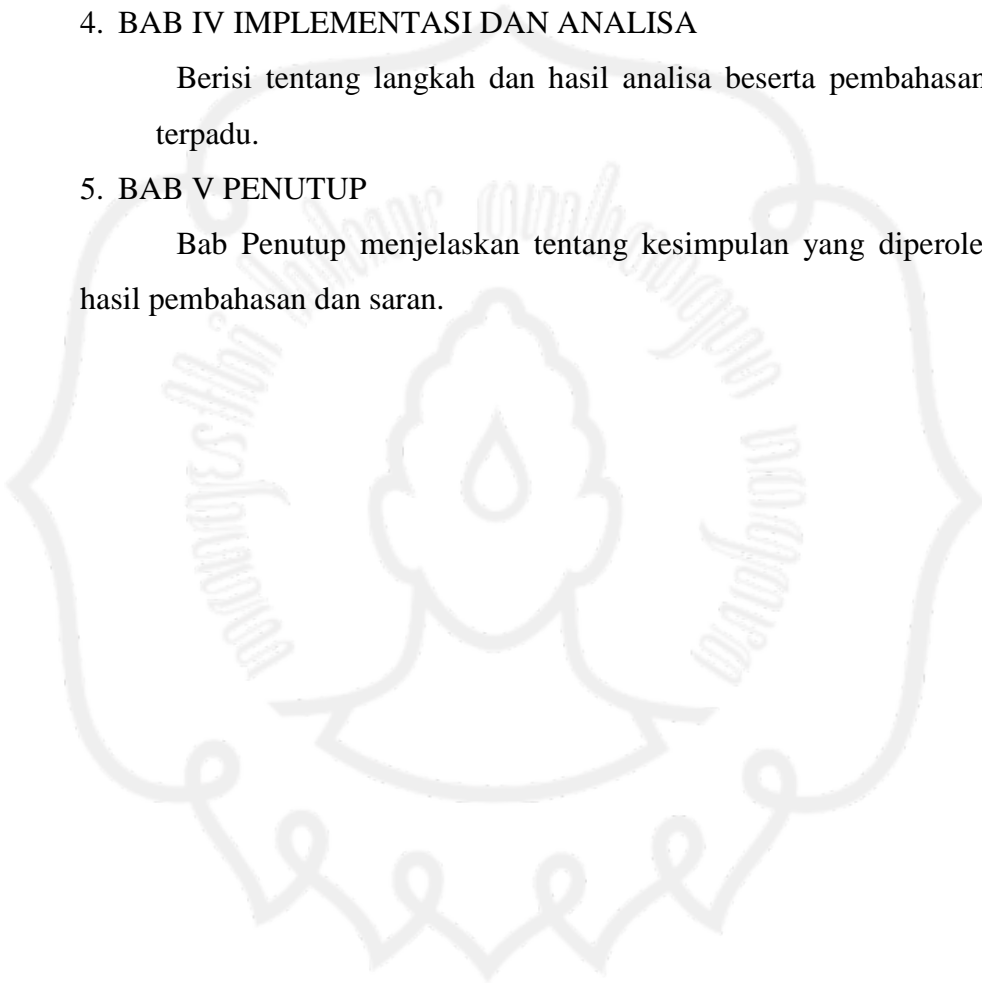 4. BAB IV IMPLEMENTASI DAN ANALISA
Berisi tentang langkah dan hasil analisa beserta pembahasan
terpadu.
5. BAB V PENUTUP
Bab Penutup menjelaskan tentang kesimpulan yang diperole
hasil pembahasan dan saran.